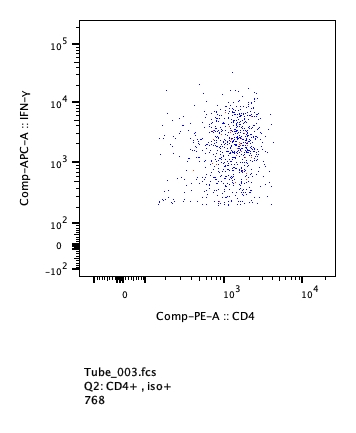 10^5
10^4
10^3
10^2
0
-10^2
Comp-APC-A :: IFN-γ
0
10^3
10^4
Comp-PE-A :: CD4
Tube_003.fcs
Q2: CD4+ , iso+
768